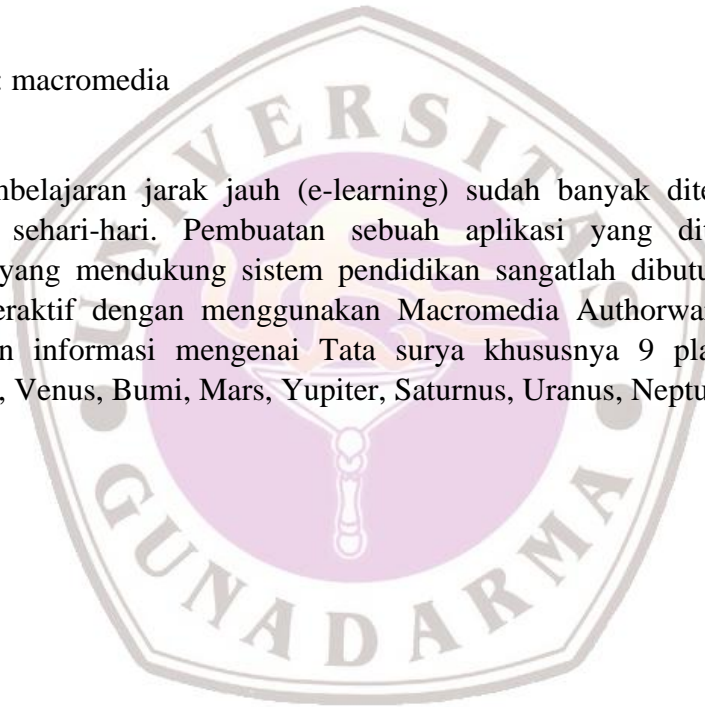 : macromedia
mbelajaran jarak jauh (e-learning) sudah banyak dite
sehari-hari. Pembuatan sebuah aplikasi yang di
yang mendukung sistem pendidikan sangatlah dibutu
eraktif dengan menggunakan Macromedia Authorwa
n informasi mengenai Tata surya khususnya 9 pla
, Venus, Bumi, Mars, Yupiter, Saturnus, Uranus, Neptu
UNIVERSITAS
GUNADARMA